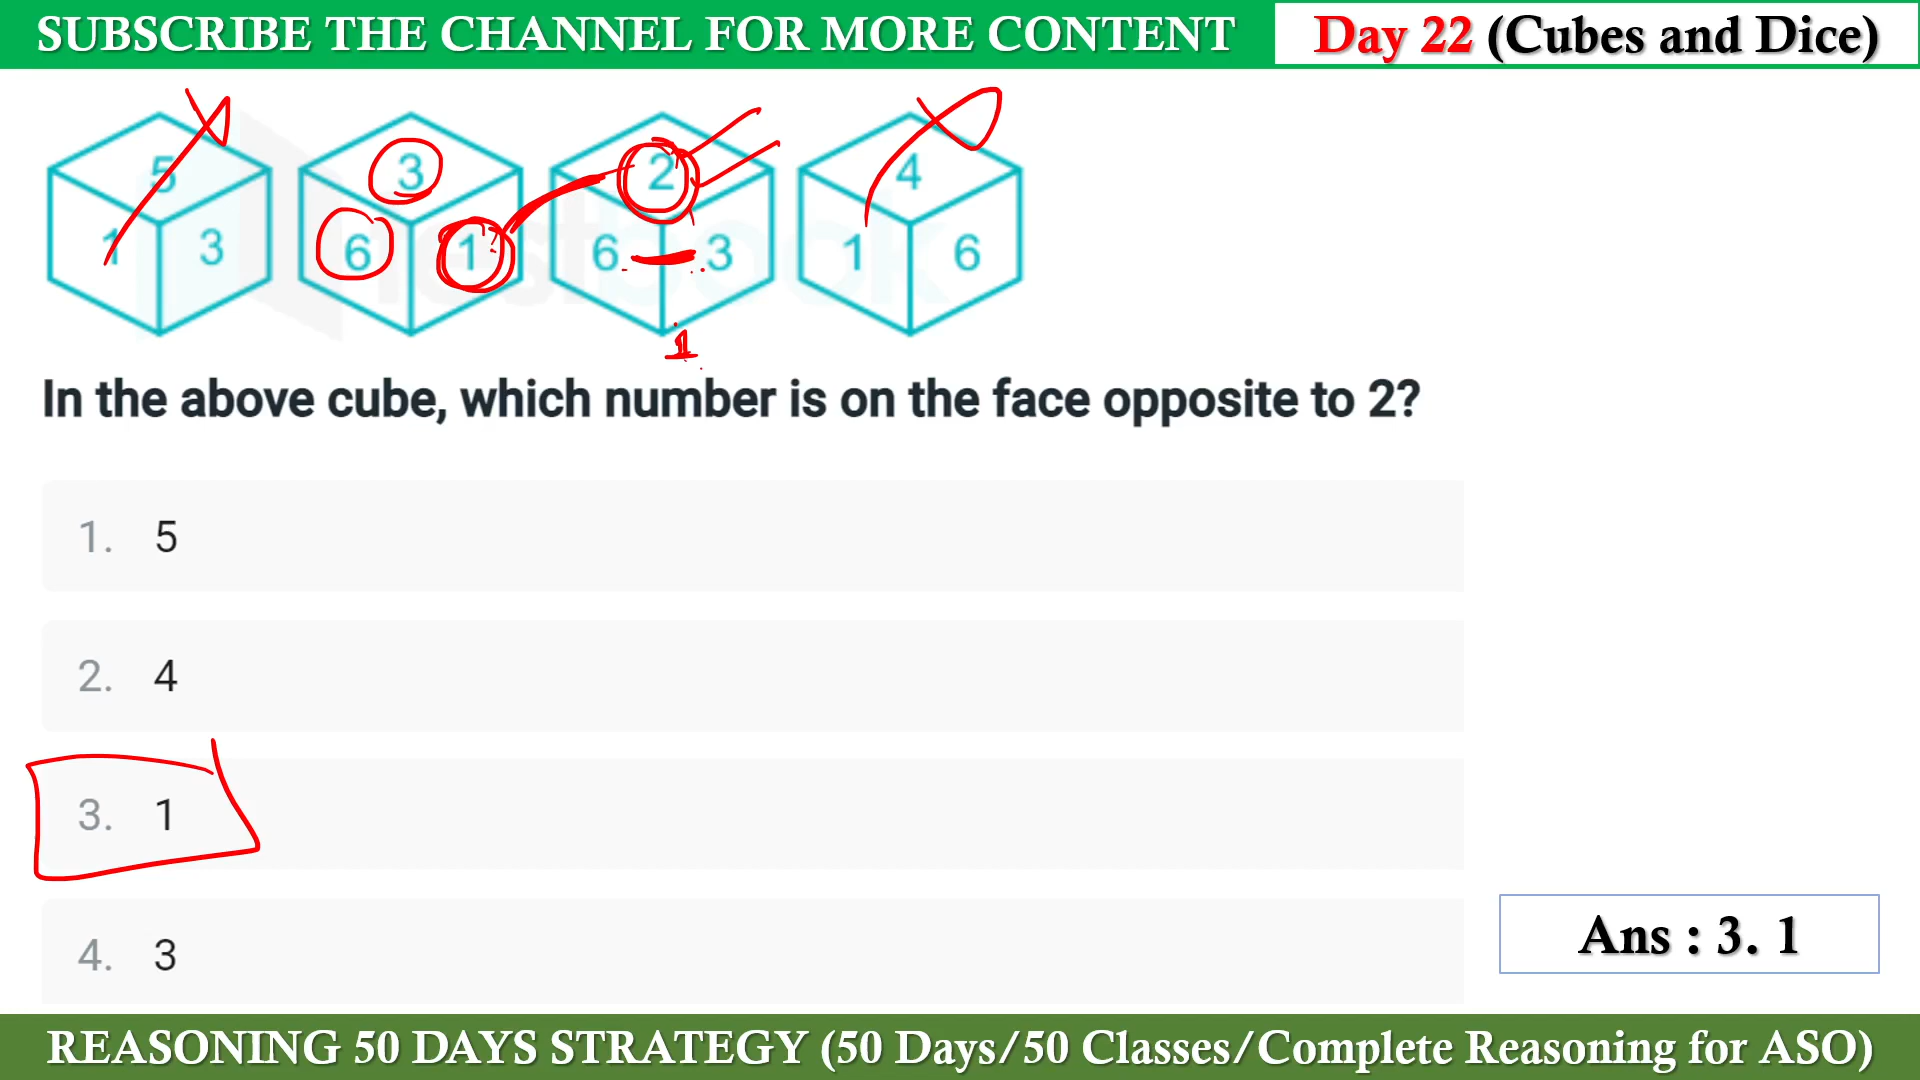 SUBSCRIBE THE CHANNEL FOR MORE CONTENT
Day 22 (Cubes and Dice)
5 3 2 4
1 3 6 1 6 3 1 6
1
In the above cube, which number is on the face opposite to 2?
1. 5
2. 4
3. 1
4. 3
Ans : 3. 1
REASONING 50 DAYS STRATEGY (50 Days/50 Classes/Complete Reasoning for ASO)